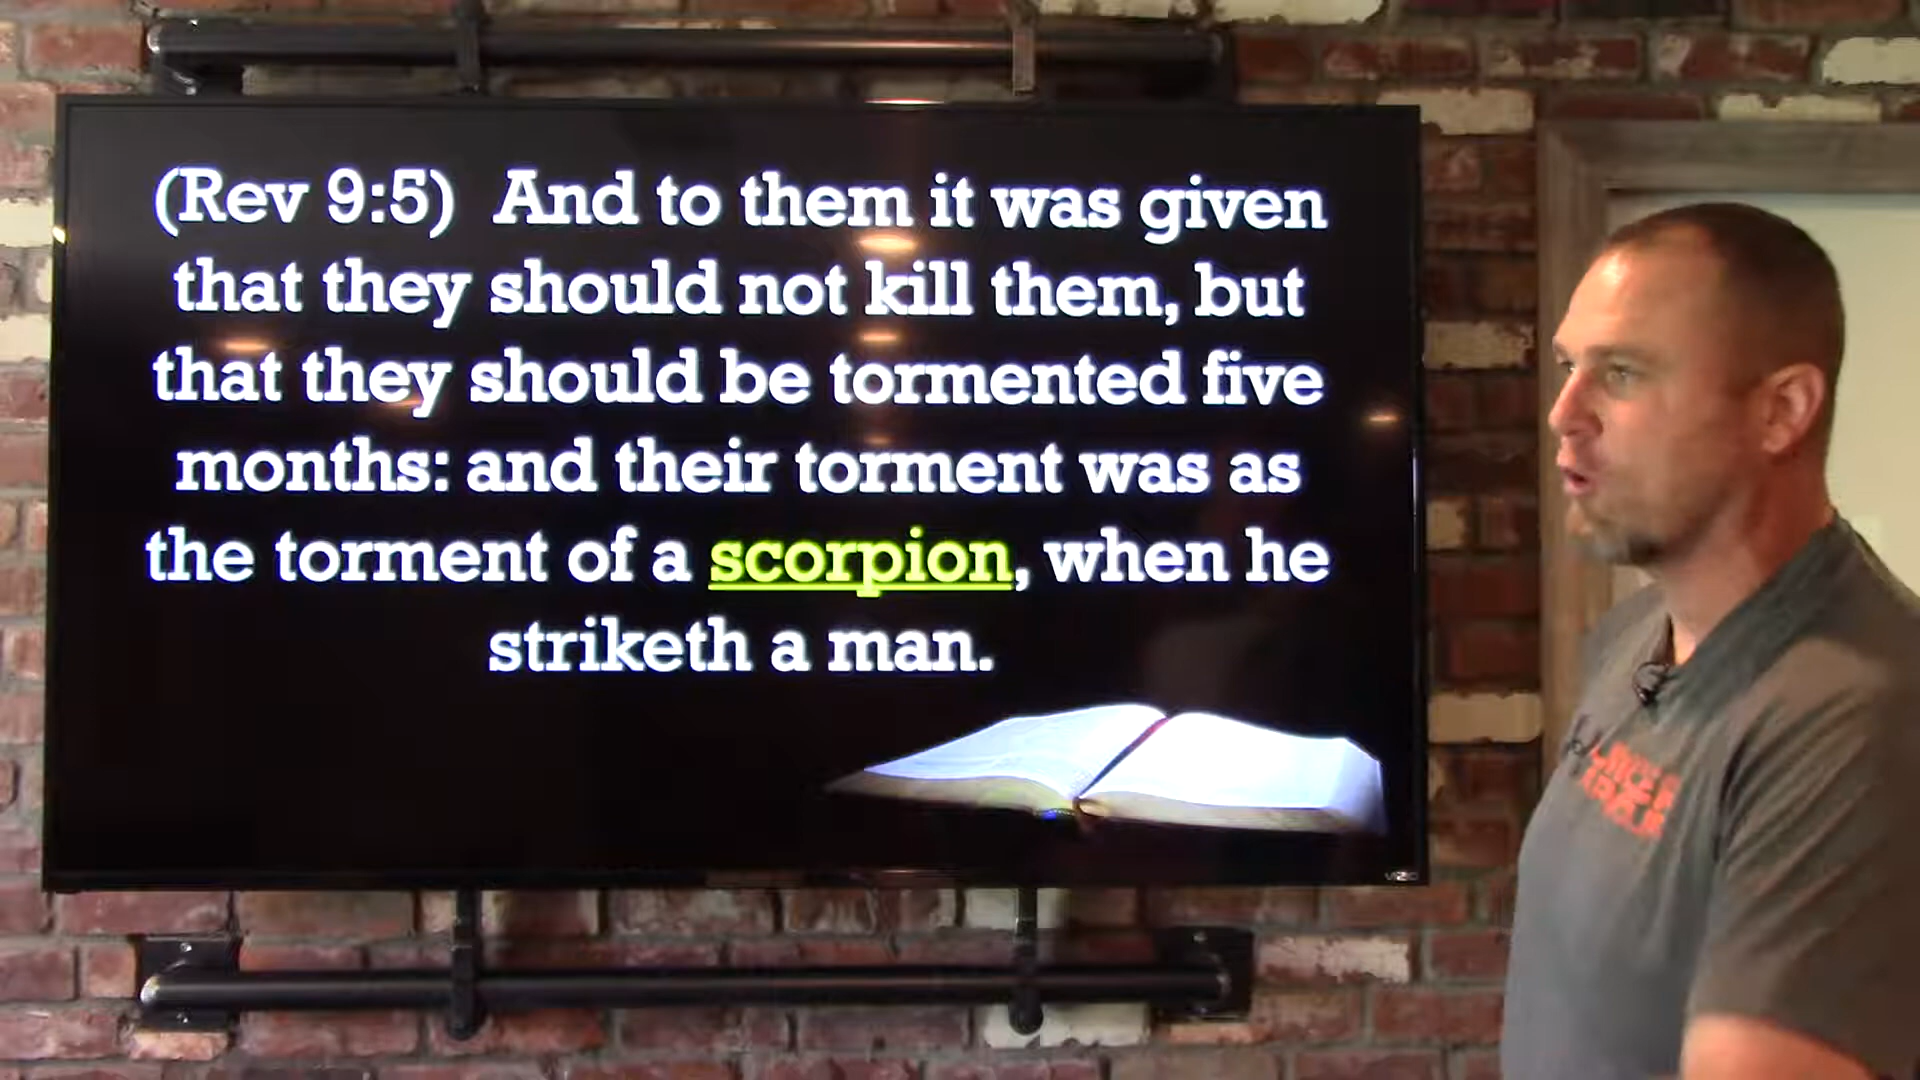 (Rev 9:5) And to them it was given
that they should not kill them, but
that they should be tormented five
months: and their torment was as
the torment of a scorpion, when he
striketh a man.
VIZIO